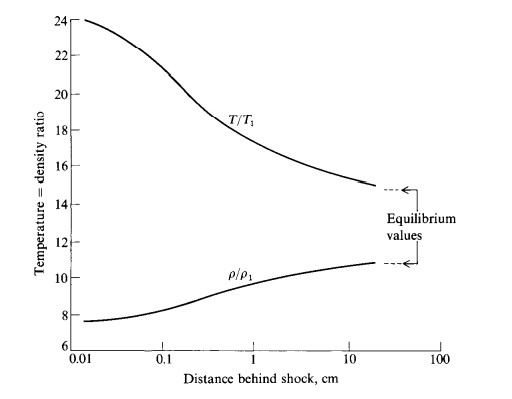 24
22
20
18
16
14
12
10
8
6
Temperature = density ratio
T/T1
Equilibrium
values
ρ/ρ1
0.01
0.1
1
10
100
Distance behind shock, cm